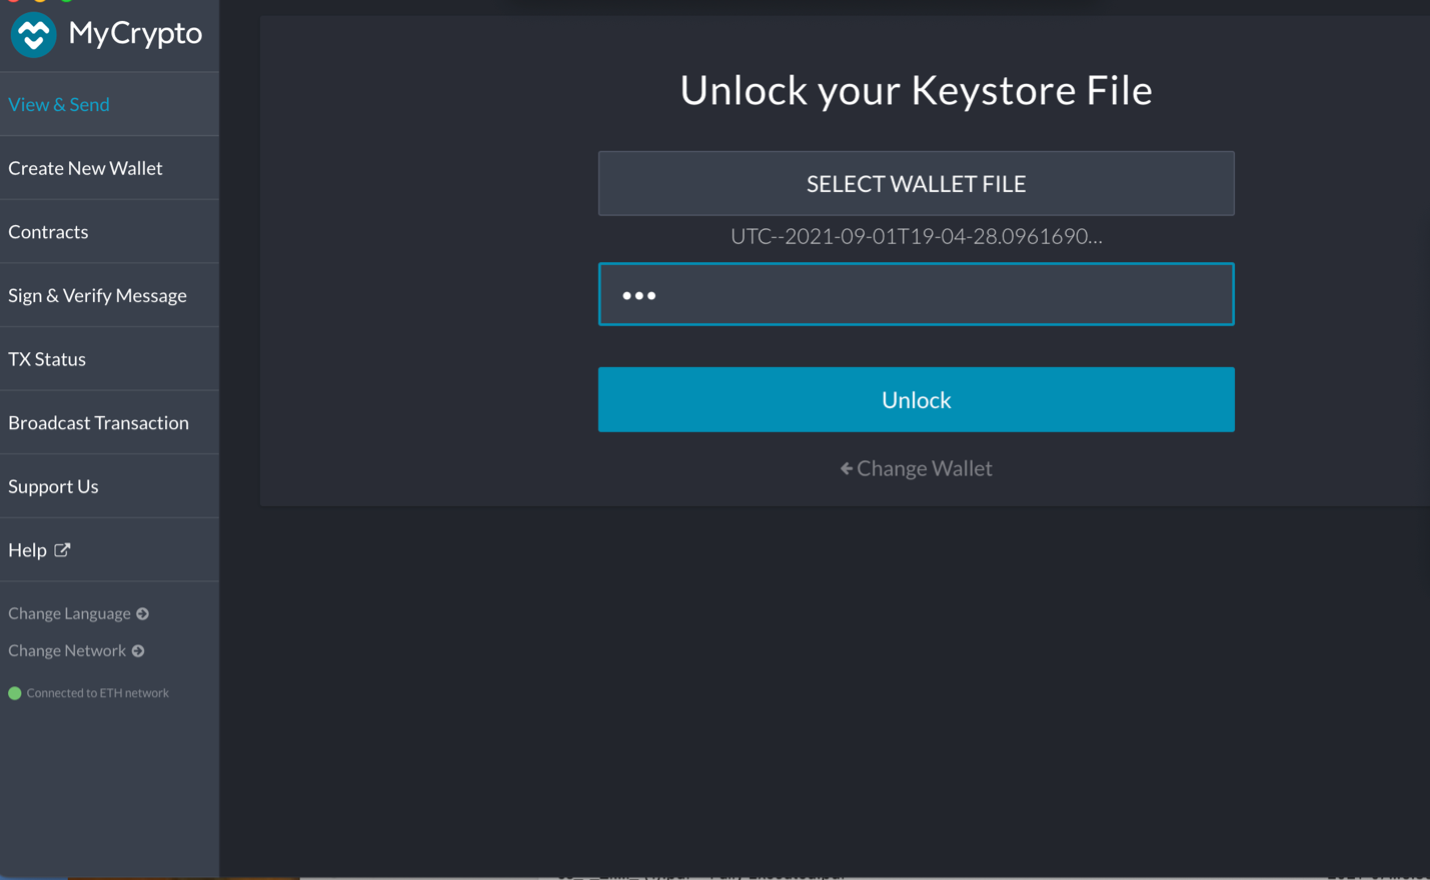 MyCrypto
View & Send
Create New Wallet
Contracts
Sign & Verify Message
TX Status
Broadcast Transaction
Support Us
Help
Change Language
Change Network
Connected to ETH network
Unlock your Keystore File
SELECT WALLET FILE
UTC--2021-09-01T19-04-28.0961690...
•••
Unlock
Change Wallet